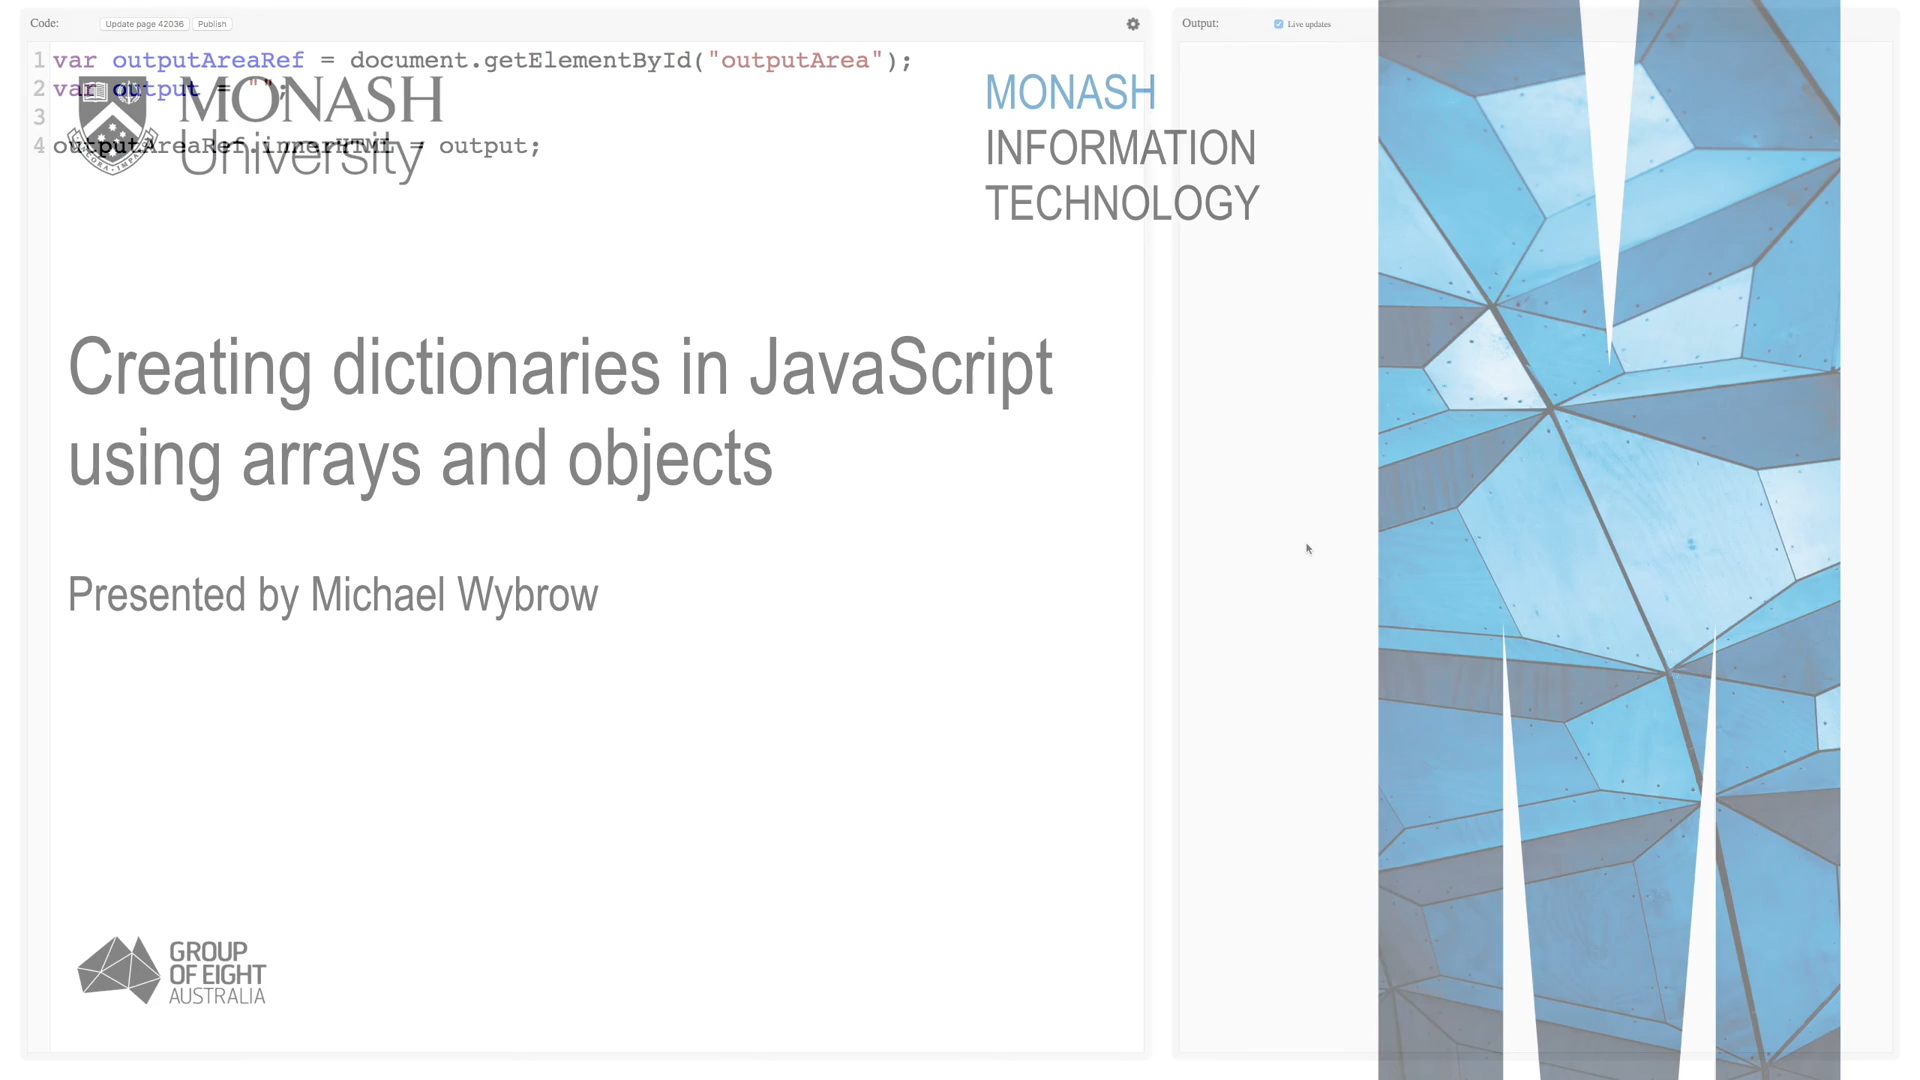 Code:
Update page 42036
Publish
Output:
Live updates
1 var outputAreaRef = document.getElementById("outputArea");
2 var output = "";
3
4 outputAreaRef.innerHTML = output;
MONASH
University
MONASH
INFORMATION
TECHNOLOGY
Creating dictionaries in JavaScript
using arrays and objects
Presented by Michael Wybrow
GROUP
OF EIGHT
AUSTRALIA